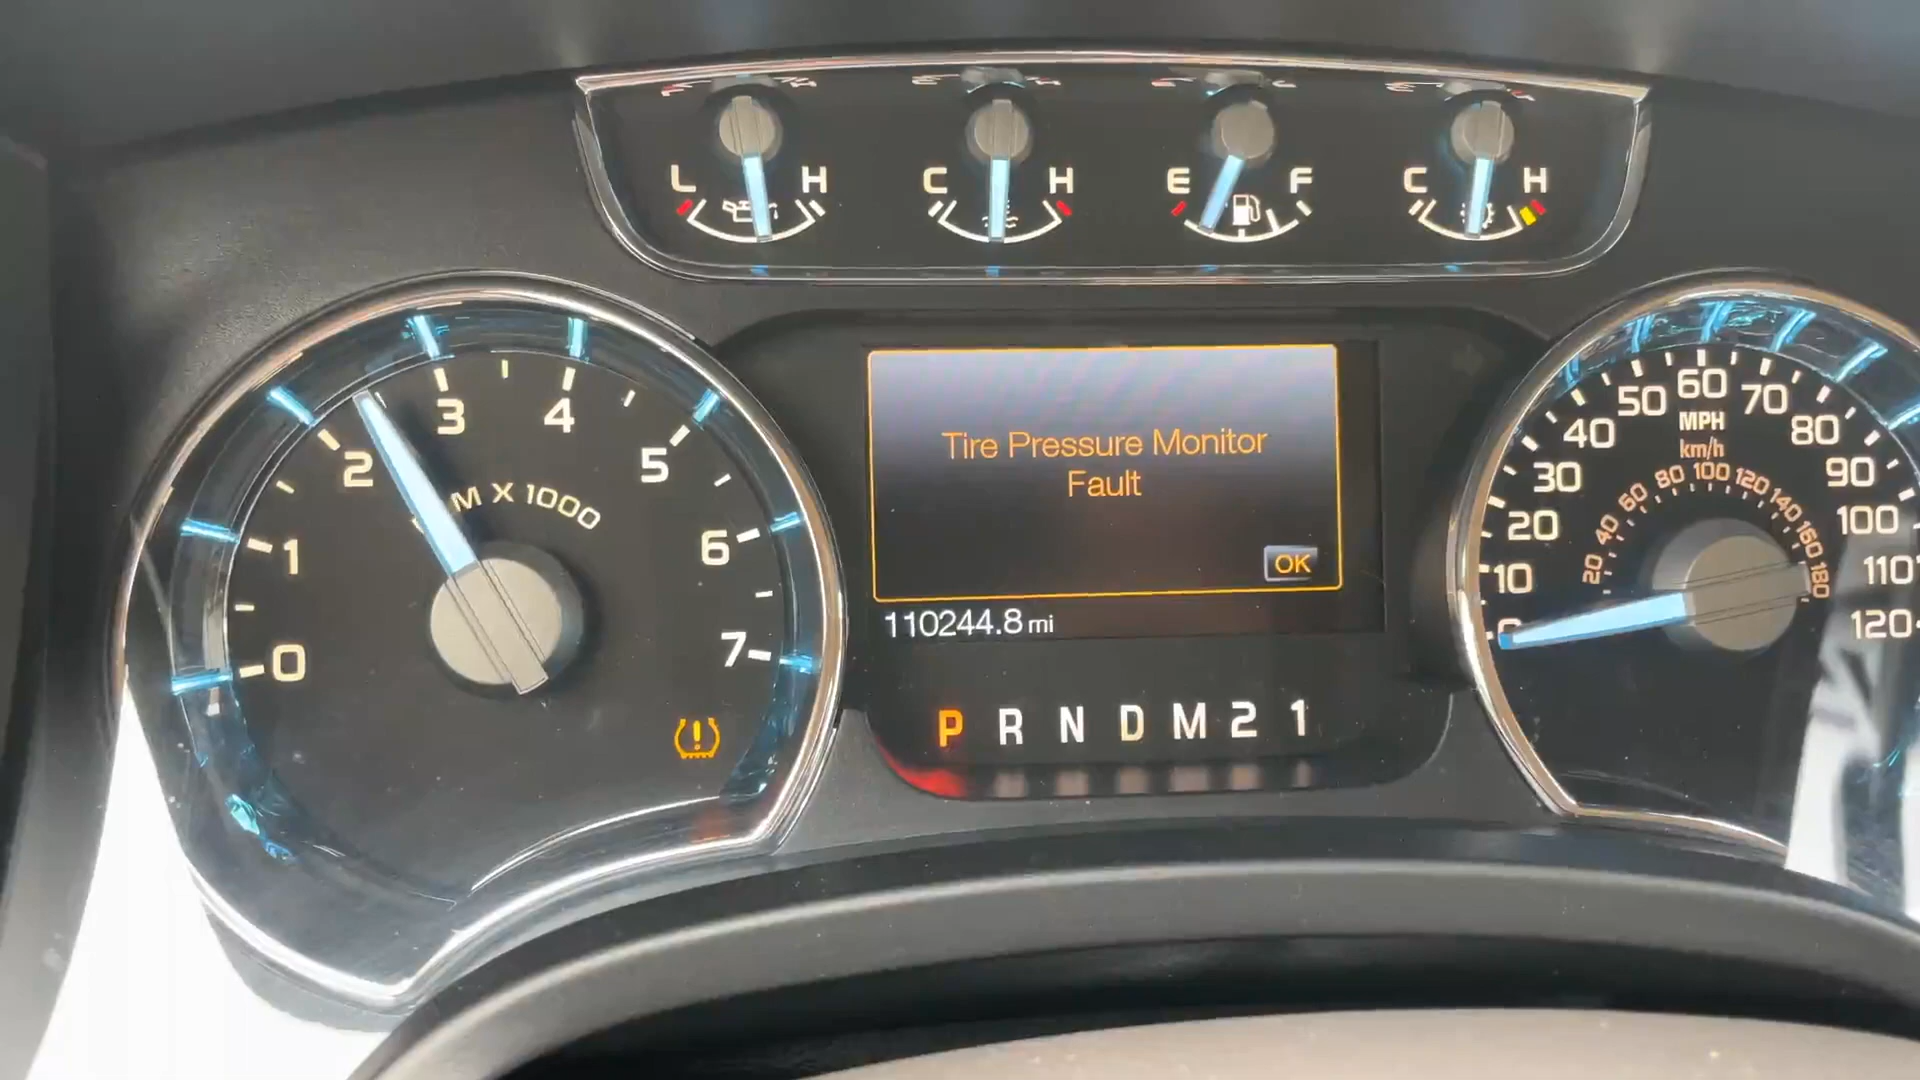 L H C H E F C H
0 1 2 3 4 5 6 7
X 1000
Tire Pressure Monitor
Fault
OK
110244.8 mi
P R N D M 2 1
10 20 30 40 50 60 70 80 90 100 110 120
MPH
km/h
20 40 60 80 100 120 140 160 180